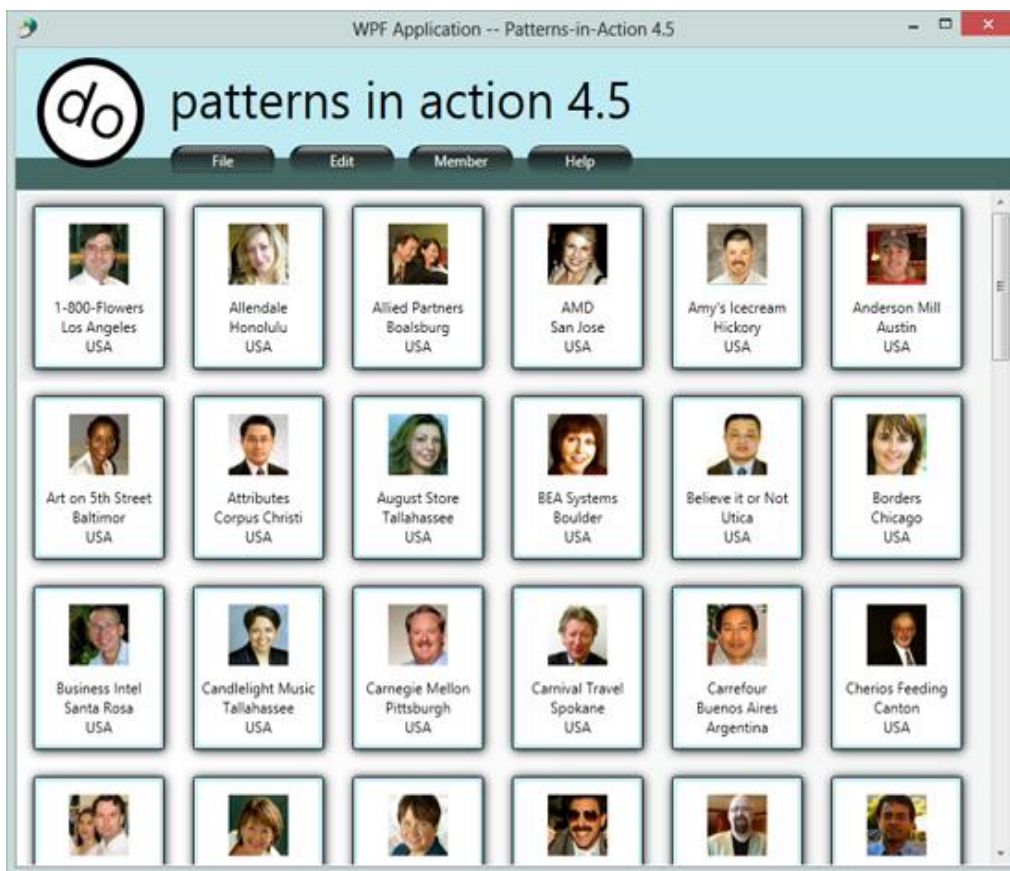 WPF Application -- Patterns-in-Action 4.5
do
patterns in action 4.5
File
Edit
Member
Help
1-800-Flowers
Los Angeles
USA
Allendale
Honolulu
USA
Allied Partners
Boalsburg
USA
AMD
San Jose
USA
Amy's Icecream
Hickory
USA
Anderson Mill
Austin
USA
Art on 5th Street
Baltimor
USA
Attributes
Corpus Christi
USA
August Store
Tallahassee
USA
BEA Systems
Boulder
USA
Believe it or Not
Utica
USA
Borders
Chicago
USA
Business Intel
Santa Rosa
USA
Candlelight Music
Tallahassee
USA
Carnegie Mellon
Pittsburgh
USA
Carnival Travel
Spokane
USA
Carrefour
Buenos Aires
Argentina
Cherios Feeding
Canton
USA